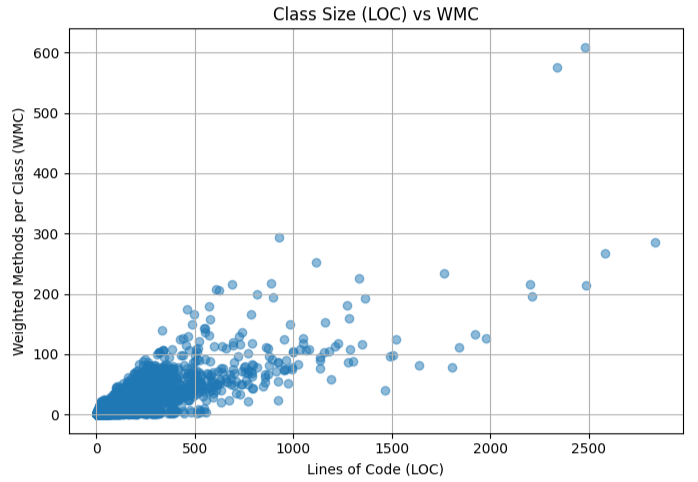 Class Size (LOC) vs WMC
Weighted Methods per Class (WMC)
600
500
400
300
200
100
0
0 500 1000 1500 2000 2500
Lines of Code (LOC)